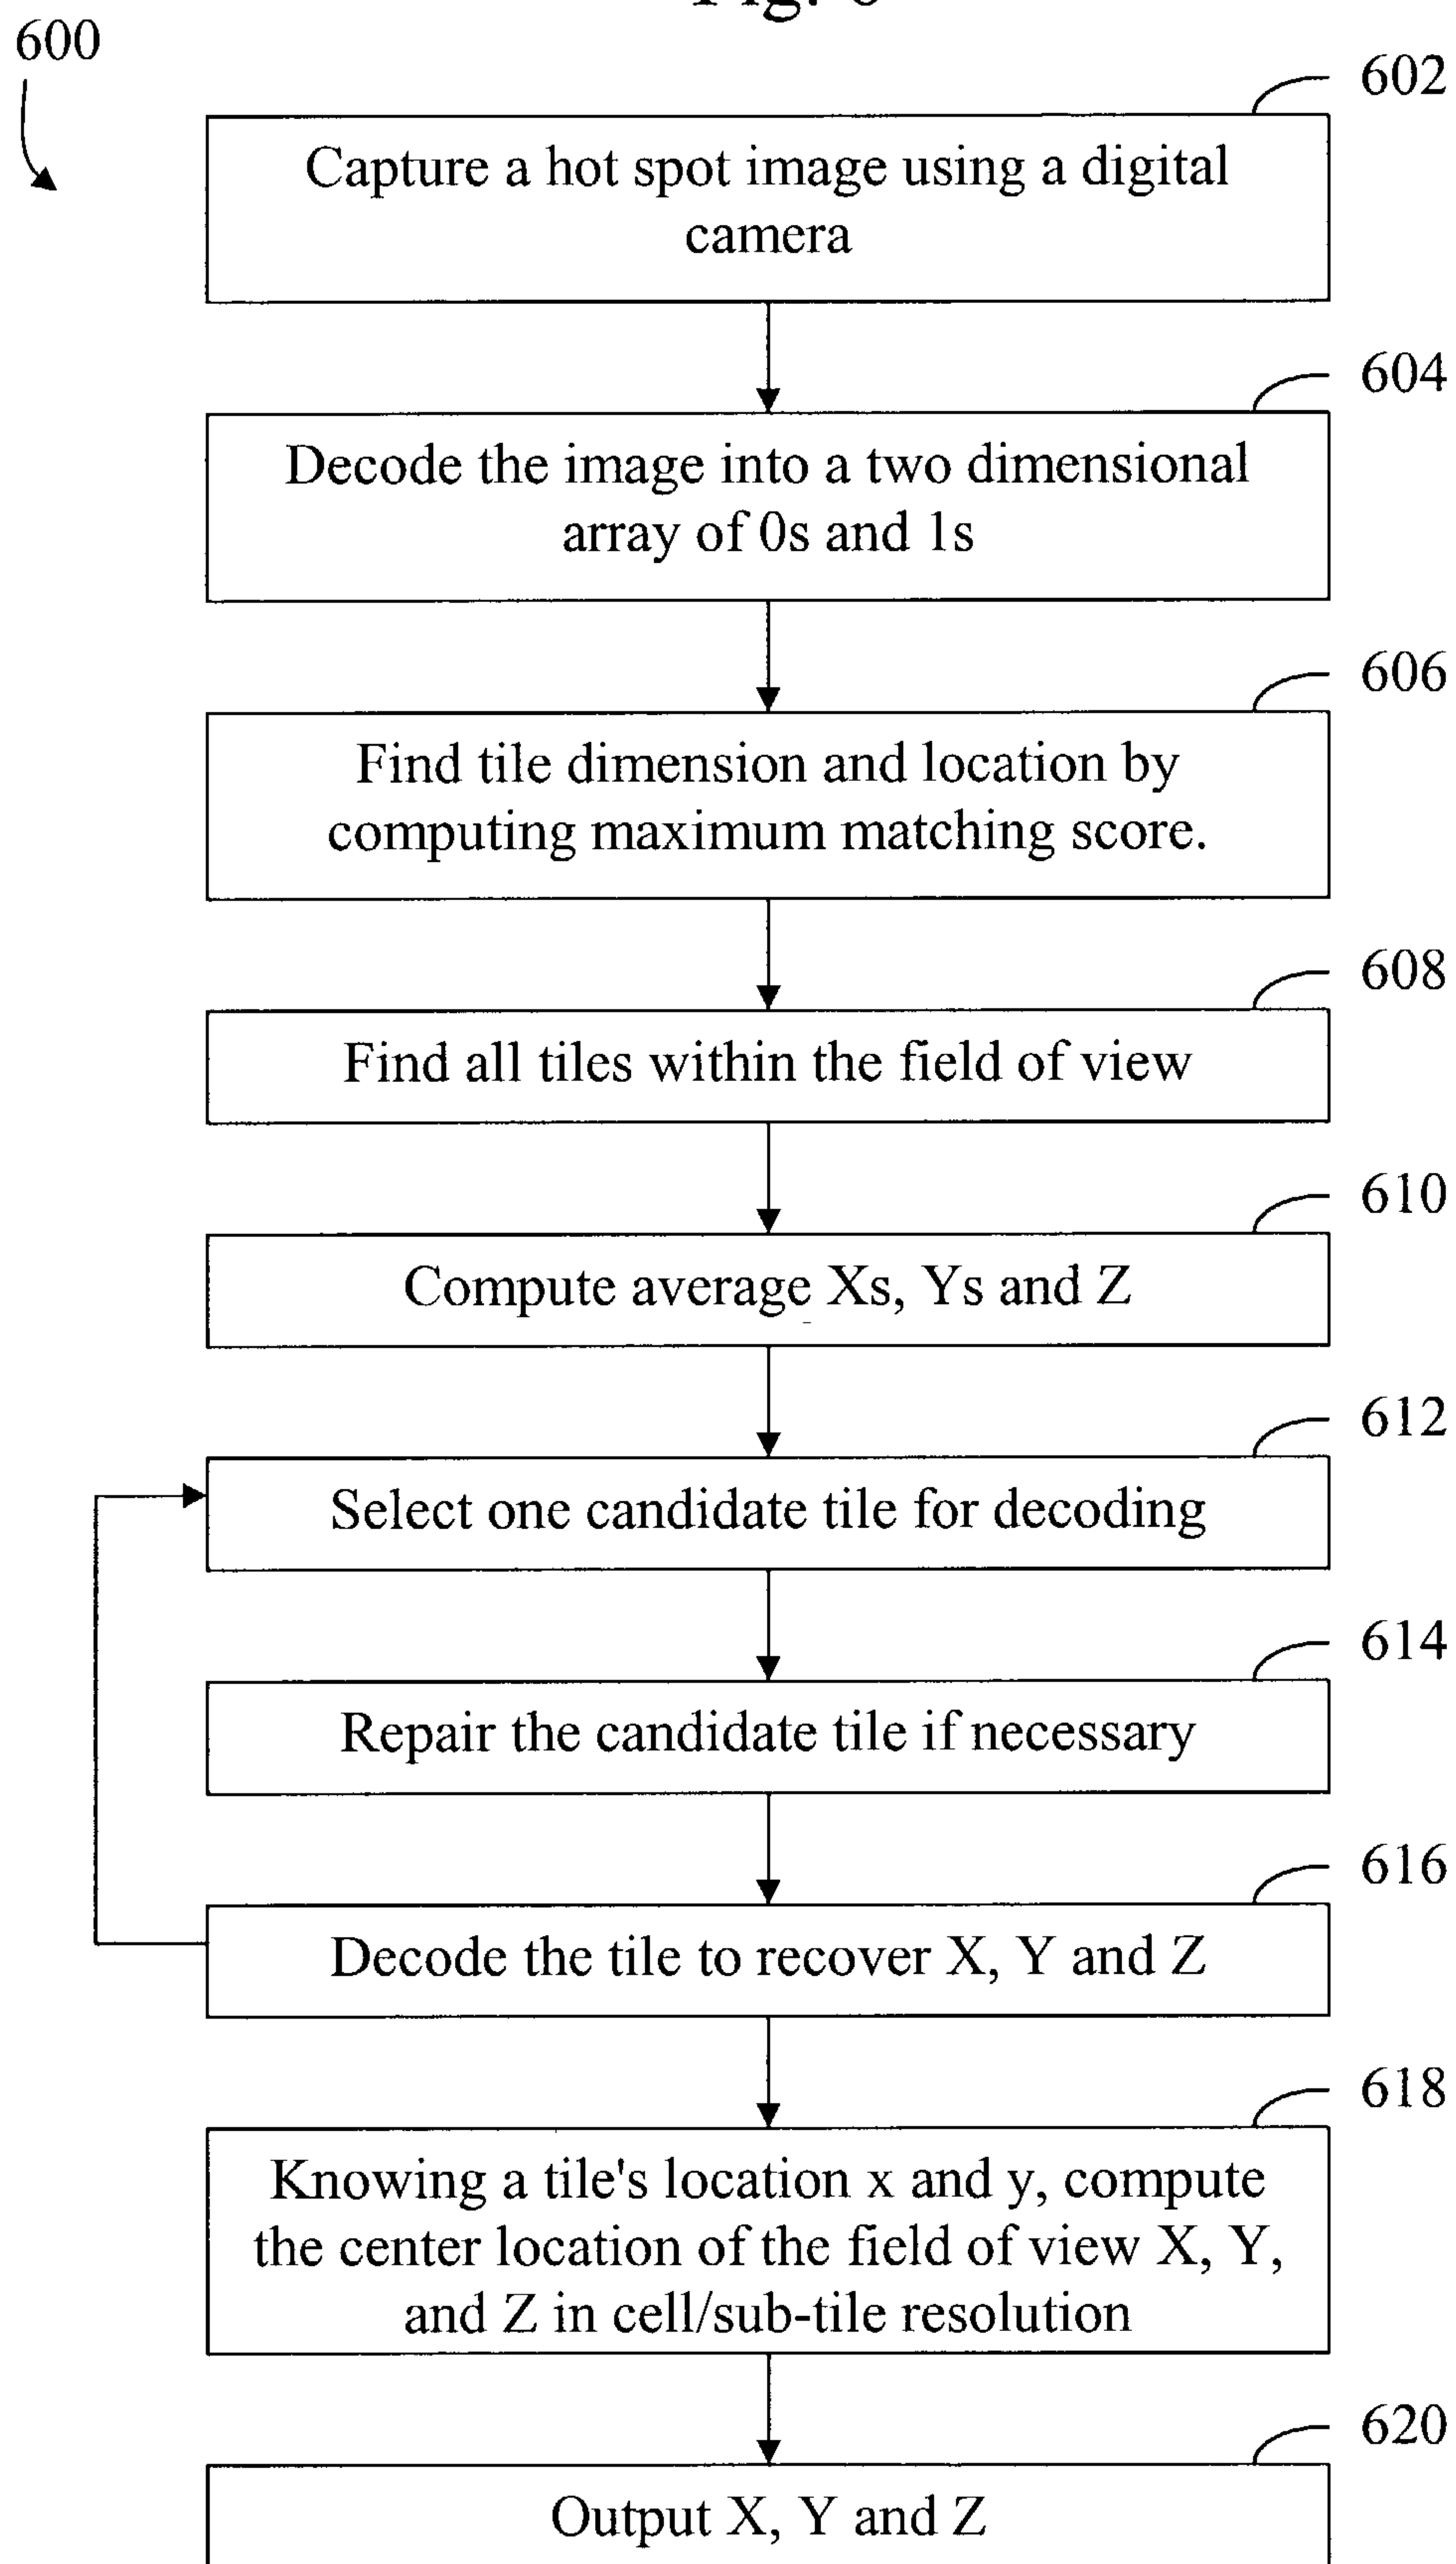 600
602
Capture a hot spot image using a digital
camera
604
Decode the image into a two dimensional
array of 0s and 1s
606
Find tile dimension and location by
computing maximum matching score.
608
Find all tiles within the field of view
610
Compute average Xs, Ys and Z
612
Select one candidate tile for decoding
614
Repair the candidate tile if necessary
616
Decode the tile to recover X, Y and Z
618
Knowing a tile's location x and y, compute
the center location of the field of view X, Y,
and Z in cell/sub-tile resolution
620
Output X, Y and Z